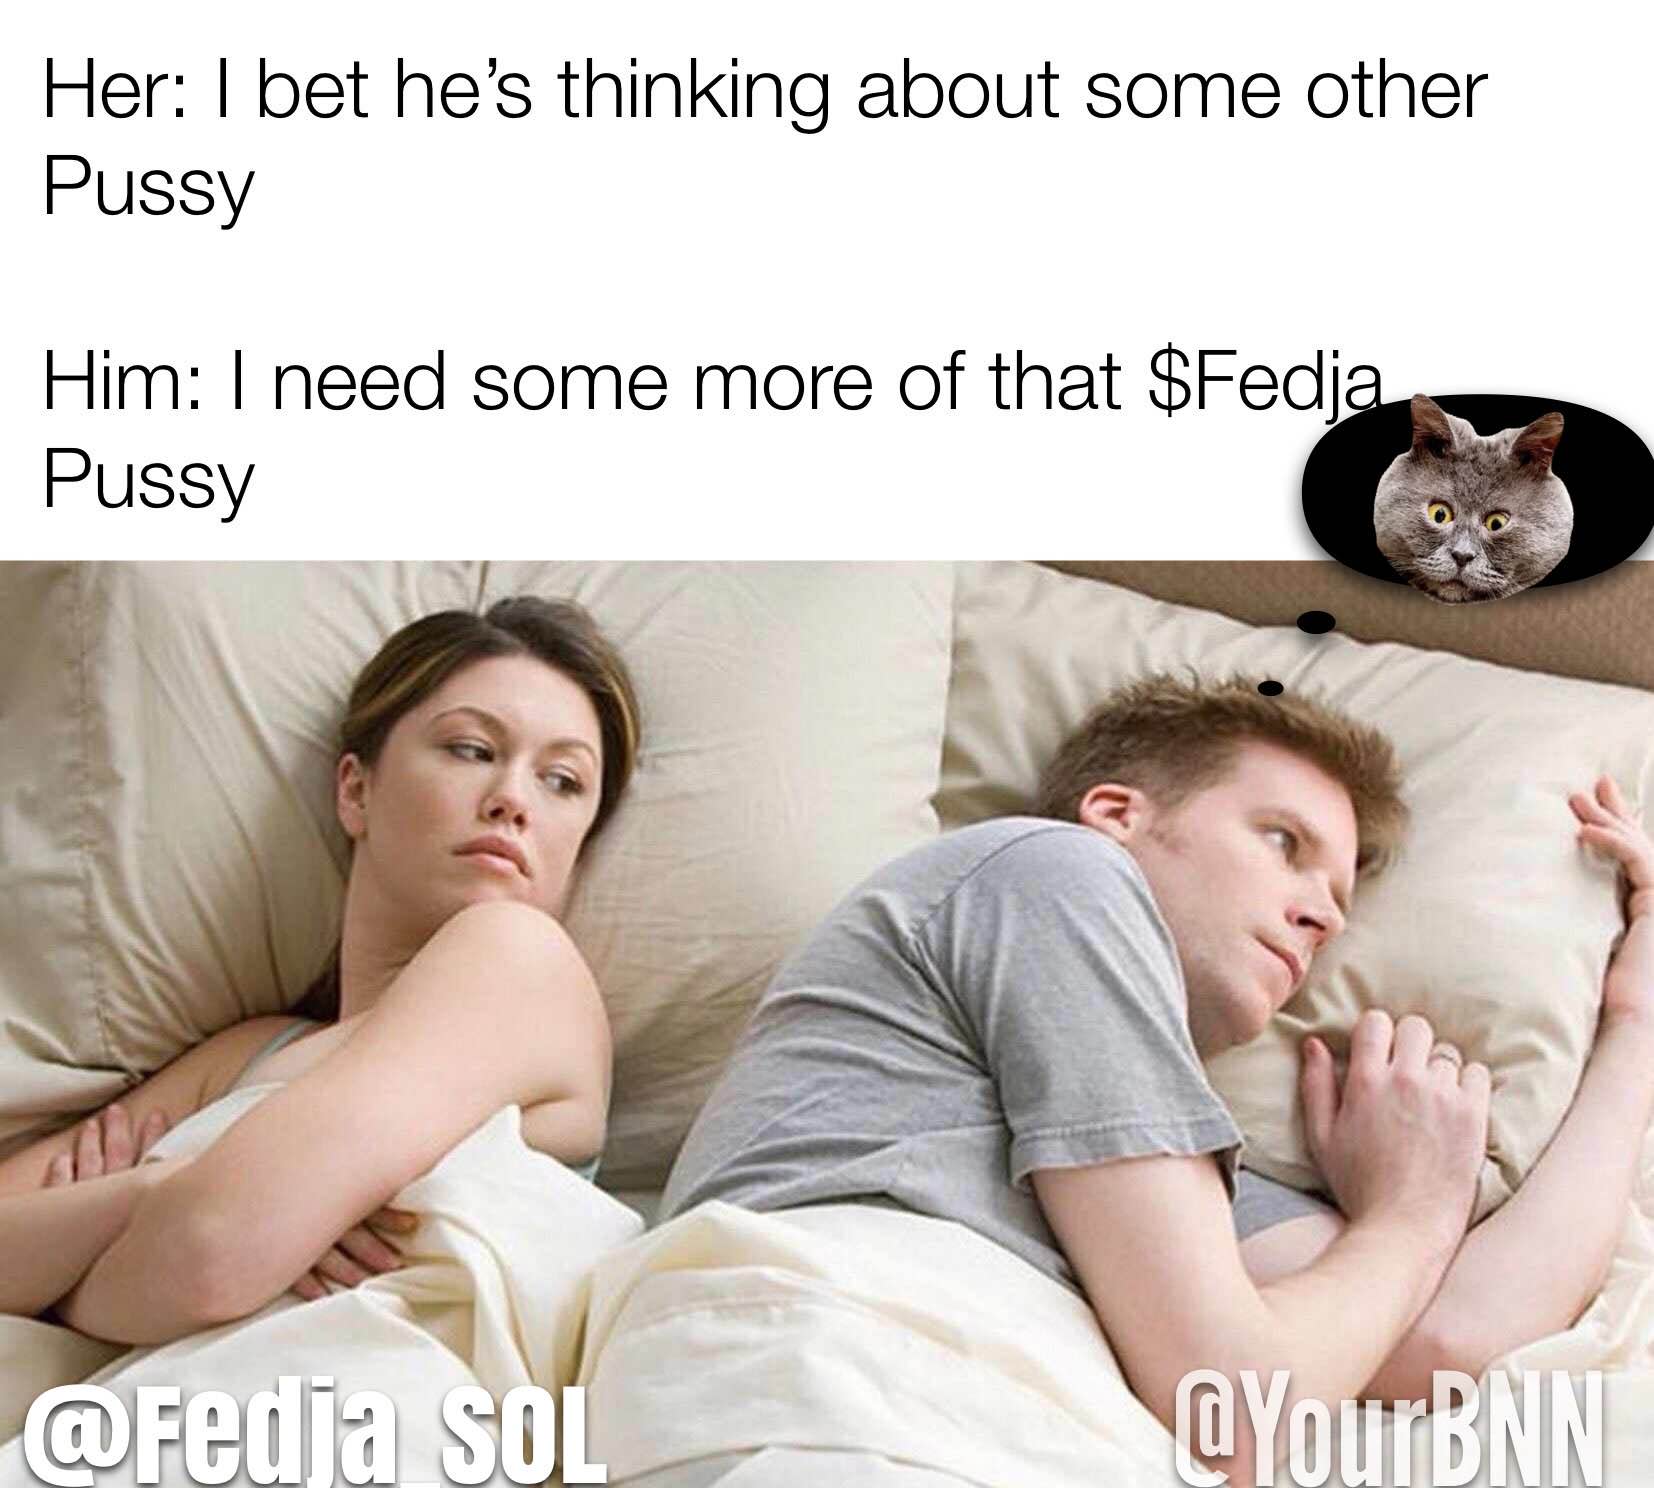 Her: I bet he’s thinking about some other
Pussy
Him: I need some more of that $Fedja
Pussy
@Fedja_SOL
@YourBNN